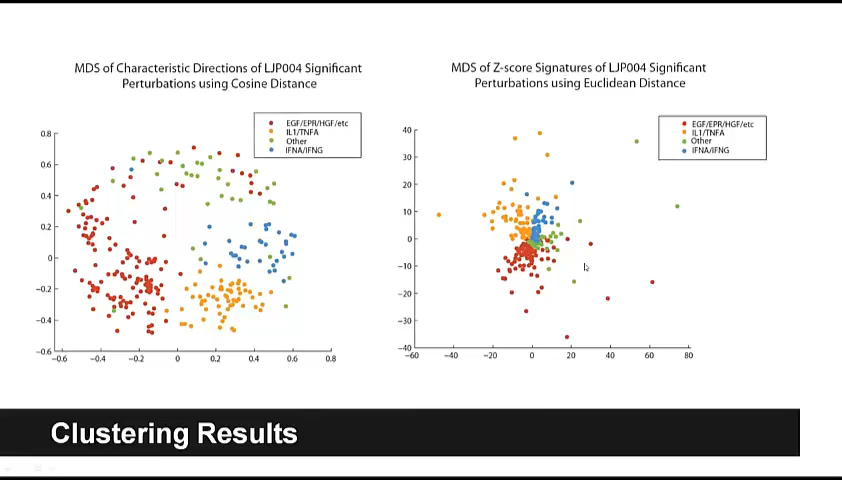 MDS of Characteristic Directions of LJP004 Significant
Perturbations using Cosine Distance
EGF/EPR/HGF/etc
IL1/TNFA
Other
IFNA/IFNG
0.8
0.6
0.4
0.2
0
−0.2
−0.4
−0.6
−0.6
−0.4
−0.2
0
0.2
0.4
0.6
0.8
MDS of Z-score Signatures of LJP004 Significant
Perturbations using Euclidean Distance
EGF/EPR/HGF/etc
IL1/TNFA
Other
IFNA/IFNG
40
30
20
10
0
−10
−20
−30
−40
−60
−40
−20
0
20
40
60
80
Clustering Results